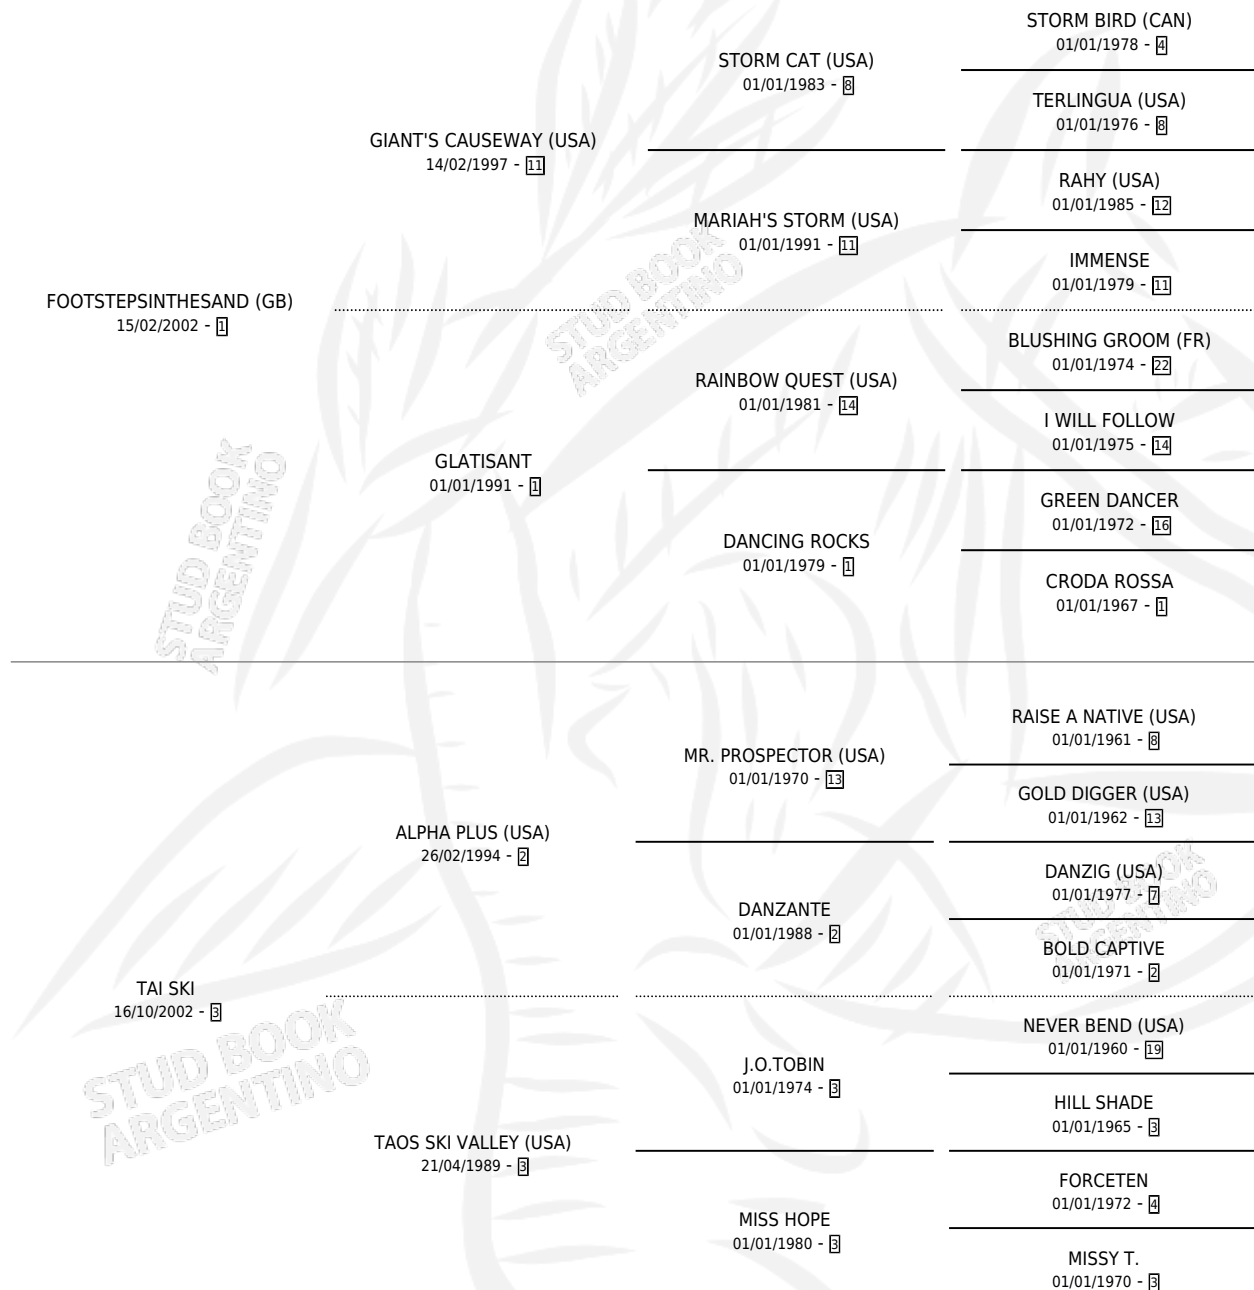 STORM BIRD (CAN)
01/01/1978 - 4
STORM CAT (USA)
01/01/1983 - 8
TERLINGUA (USA)
01/01/1976 - 8
GIANT'S CAUSEWAY (USA)
14/02/1997 - 11
RAHY (USA)
01/01/1985 - 12
MARIAH'S STORM (USA)
01/01/1991 - 11
IMMENSE
01/01/1979 - 11
FOOTSTEPSINTHESAND (GB)
15/02/2002 - 1
STUD BOOK
ARGENTINO
BLUSHING GROOM (FR)
01/01/1974 - 22
RAINBOW QUEST (USA)
01/01/1981 - 14
I WILL FOLLOW
01/01/1975 - 14
GLATISANT
01/01/1991 - 1
GREEN DANCER
01/01/1972 - 16
DANCING ROCKS
01/01/1979 - 1
CRODA ROSSA
01/01/1967 - 1
STUD BOOK
ARGENTINO
RAISE A NATIVE (USA)
01/01/1961 - 8
MR. PROSPECTOR (USA)
01/01/1970 - 13
GOLD DIGGER (USA)
01/01/1962 - 13
ALPHA PLUS (USA)
26/02/1994 - 2
DANZIG (USA)
01/01/1977 - 7
DANZANTE
01/01/1988 - 2
STUD BOOK
ARGENTINO
BOLD CAPTIVE
01/01/1971 - 2
TAI SKI
16/10/2002 - 3
NEVER BEND (USA)
01/01/1960 - 19
J.O.TOBIN
01/01/1974 - 3
HILL SHADE
01/01/1965 - 3
STUD BOOK
ARGENTINO
TAOS SKI VALLEY (USA)
21/04/1989 - 3
FORCETEN
01/01/1972 - 4
MISS HOPE
01/01/1980 - 3
MISSY T.
01/01/1970 - 3